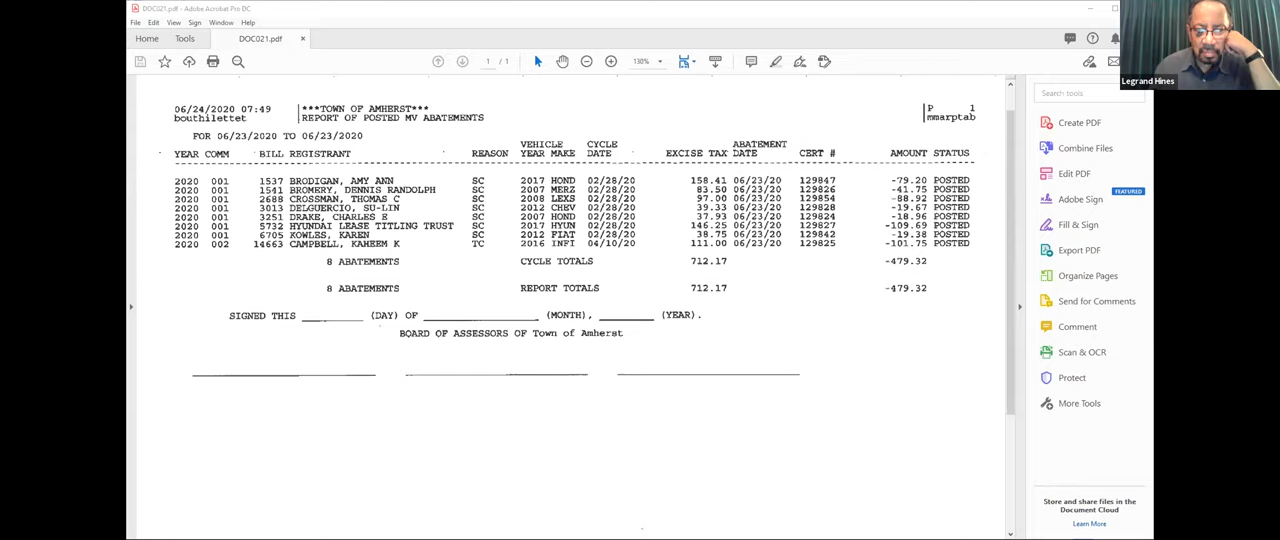 DOC021.pdf - Adobe Acrobat Pro DC
File Edit View Sign Window Help
Home Tools DOC021.pdf ×
1 / 1 130%
Legrand Hines
06/24/2020 07:49 ***TOWN OF AMHERST*** P 1
bouthilettet REPORT OF POSTED MV ABATEMENTS mmarptab
FOR 06/23/2020 TO 06/23/2020
VEHICLE CYCLE ABATEMENT
YEAR COMM BILL REGISTRANT REASON YEAR MAKE DATE EXCISE TAX DATE CERT # AMOUNT STATUS
2020 001 1537 BRODIGAN, AMY ANN SC 2017 HOND 02/28/20 158.41 06/23/20 129847 -79.20 POSTED
2020 001 1541 BROMERY, DENNIS RANDOLPH SC 2007 MERZ 02/28/20 83.50 06/23/20 129826 -41.75 POSTED
2020 001 2688 CROSSMAN, THOMAS C SC 2008 LEXS 02/28/20 97.00 06/23/20 129854 -88.92 POSTED
2020 001 3013 DELGUERCIO, SU-LIN SC 2012 CHEV 02/28/20 39.33 06/23/20 129828 -19.67 POSTED
2020 001 3251 DRAKE, CHARLES E SC 2007 HOND 02/28/20 37.93 06/23/20 129824 -18.96 POSTED
2020 001 5732 HYUNDAI LEASE TITLING TRUST SC 2017 HYUN 02/28/20 146.25 06/23/20 129827 -109.69 POSTED
2020 001 6705 KOWLES, KAREN SC 2012 FIAT 02/28/20 38.75 06/23/20 129842 -19.38 POSTED
2020 002 14663 CAMPBELL, KAHEEM K TC 2016 INFI 04/10/20 111.00 06/23/20 129825 -101.75 POSTED
8 ABATEMENTS CYCLE TOTALS 712.17 -479.32
8 ABATEMENTS REPORT TOTALS 712.17 -479.32
SIGNED THIS (DAY) OF (MONTH), (YEAR).
BOARD OF ASSESSORS OF Town of Amherst
Search tools
Create PDF
Combine Files
Edit PDF
Adobe Sign FEATURED
Fill & Sign
Export PDF
Organize Pages
Send for Comments
Comment
Scan & OCR
Protect
More Tools
Store and share files in the
Document Cloud
Learn More